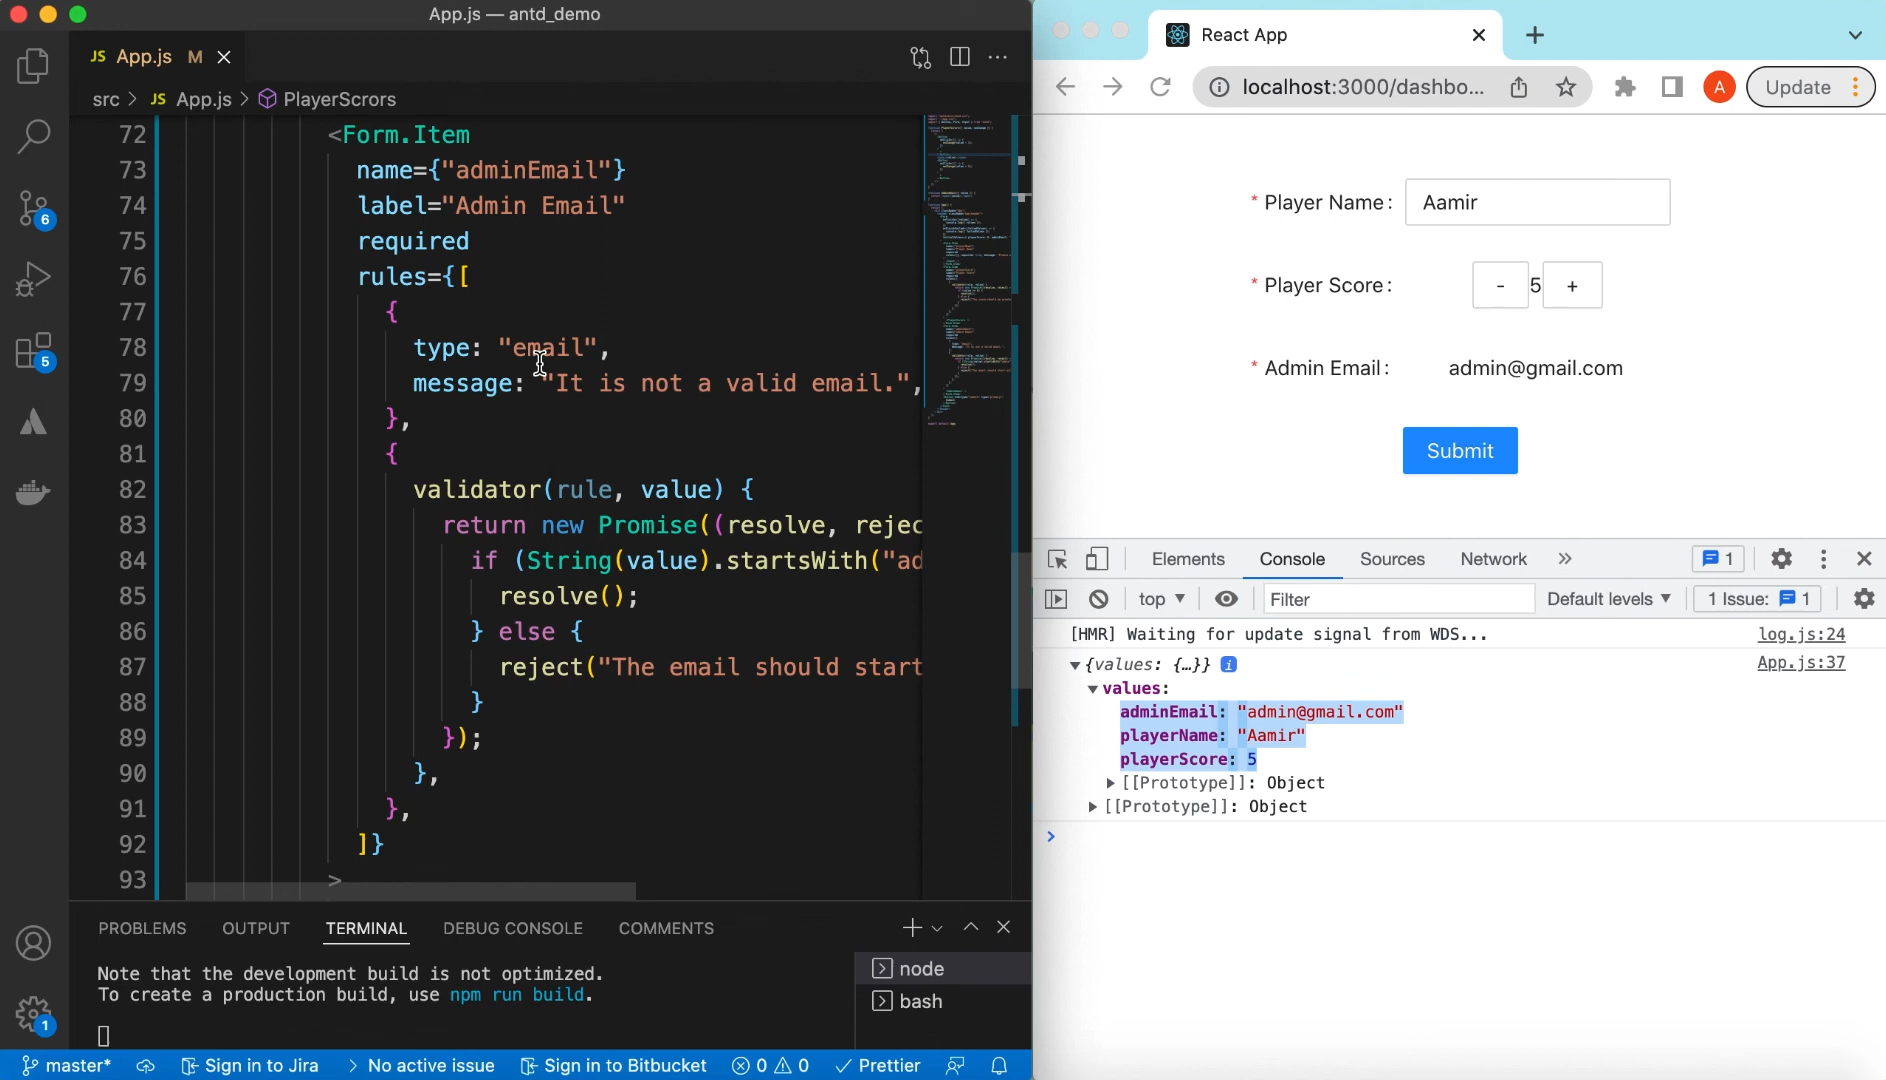 App.js — antd_demo
JS App.js M
src > JS App.js > PlayerScrors
72 <Form.Item
73 name={"adminEmail"}
74 label="Admin Email"
75 required
76 rules={[
77 {
78 type: "email",
79 message: "It is not a valid email.",
80 },
81 {
82 validator(rule, value) {
83 return new Promise((resolve, rejec
84 if (String(value).startsWith("ad
85 resolve();
86 } else {
87 reject("The email should start
88 }
89 });
90 },
91 },
92 ]}
93 >
6
5
1
PROBLEMS OUTPUT TERMINAL DEBUG CONSOLE COMMENTS
Note that the development build is not optimized.
To create a production build, use npm run build.
node
bash
master* Sign in to Jira > No active issue Sign in to Bitbucket 0 0 Prettier
React App
localhost:3000/dashbo...
A
Update
* Player Name: Aamir
* Player Score: - 5 +
* Admin Email: admin@gmail.com
Submit
Elements Console Sources Network » 1
top ▼ Filter Default levels ▼ 1 Issue: 1
[HMR] Waiting for update signal from WDS... log.js:24
▼{values: {…}} i App.js:37
▼values:
adminEmail: "admin@gmail.com"
playerName: "Aamir"
playerScore: 5
▶[[Prototype]]: Object
▶[[Prototype]]: Object
>